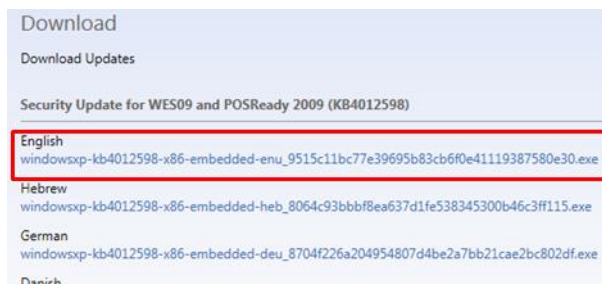 Download
Download Updates
Security Update for WES09 and POSReady 2009 (KB4012598)
English
windowsxp-kb4012598-x86-embedded-enu_9515c11bc77e39695b83cb6f0e41119387580e30.exe
Hebrew
windowsxp-kb4012598-x86-embedded-heb_8064c93bbbf8ea637d1fe538345300b46c3ff115.exe
German
windowsxp-kb4012598-x86-embedded-deu_8704f226a204954807d4be2a7bb21cae2bc802df.exe
Danish